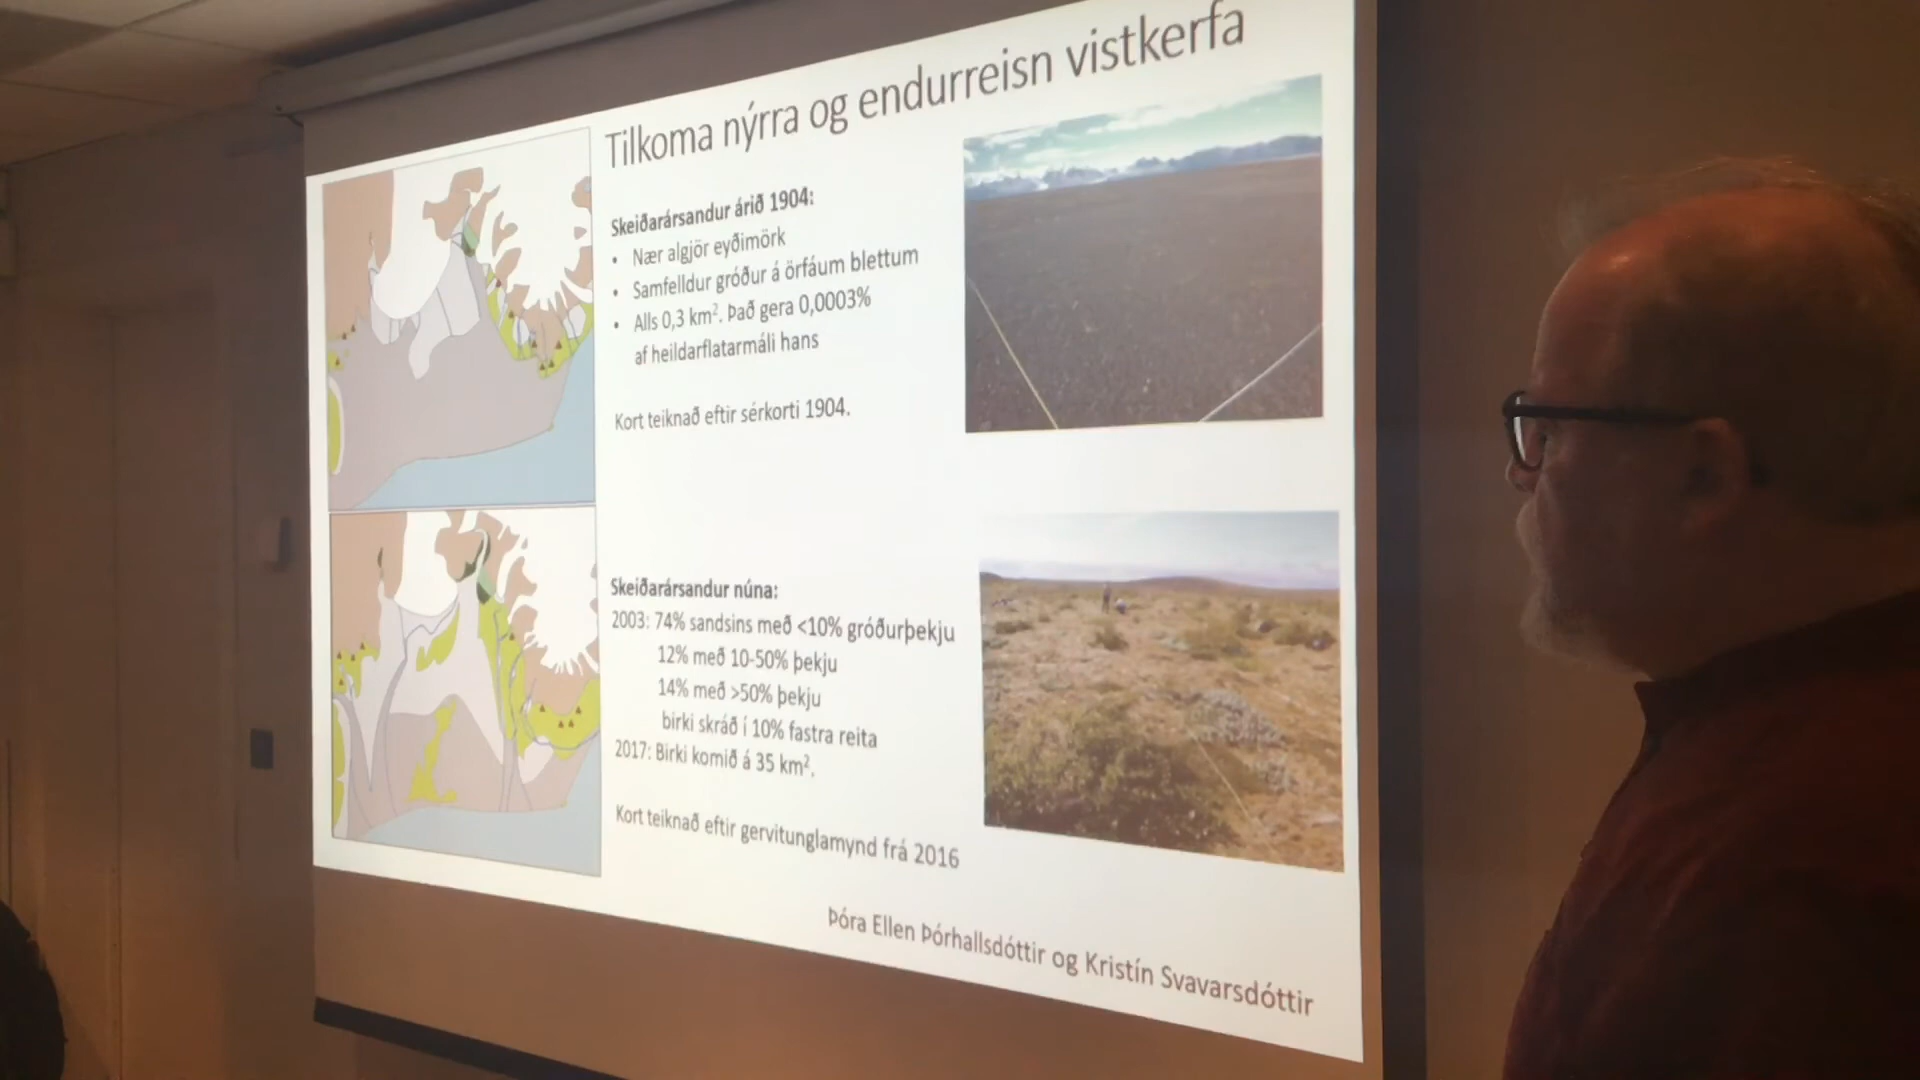 Tilkoma nýrra og endurreisn vistkerfa
Skeiðarársandur árið 1904:
• Nær algjör eyðimörk
• Samfelldur gróður á örfáum blettum
• Alls 0,3 km². Það gera 0,0003%
af heildarflatarmáli hans
Kort teiknað eftir sérkorti 1904.
Skeiðarársandur núna:
2003: 74% sandsins með <10% gróðurþekju
12% með 10-50% þekju
14% með >50% þekju
birki skráð í 10% fastra reita
2017: Birki komið á 35 km².
Kort teiknað eftir gervitunglamynd frá 2016
Þóra Ellen Þórhallsdóttir og Kristín Svavarsdóttir